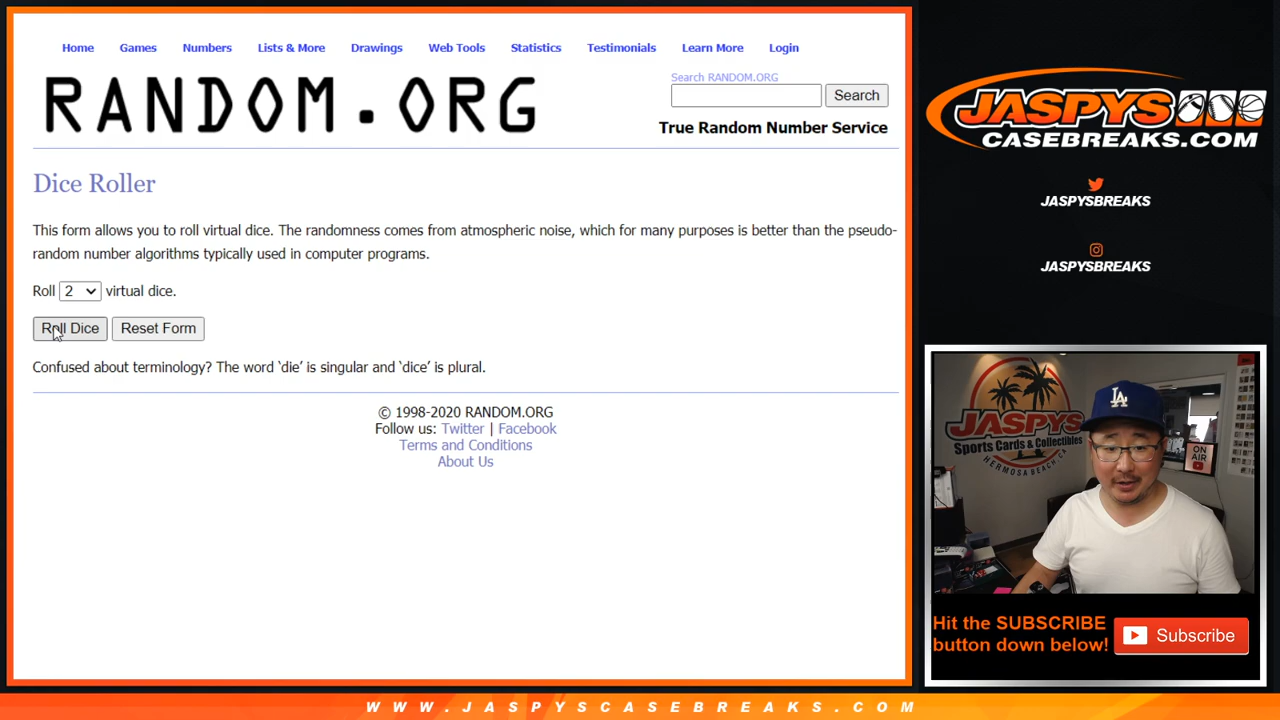 Home Games Numbers Lists & More Drawings Web Tools Statistics Testimonials Learn More Login
RANDOM.ORG
Search RANDOM.ORG
Search
True Random Number Service
Dice Roller
This form allows you to roll virtual dice. The randomness comes from atmospheric noise, which for many purposes is better than the pseudo-
random number algorithms typically used in computer programs.
Roll 2 virtual dice.
Roll Dice Reset Form
Confused about terminology? The word ‘die’ is singular and ‘dice’ is plural.
© 1998-2020 RANDOM.ORG
Follow us: Twitter | Facebook
Terms and Conditions
About Us
JASPYS
CASEBREAKS.COM
JASPYSBREAKS
JASPYSBREAKS
JASPYS
Sports Cards & Collectibles
HERMOSA BEACH, CA
LA
ON
AIR
Hit the SUBSCRIBE
button down below!
Subscribe
WWW.JASPYSCASEBREAKS.COM